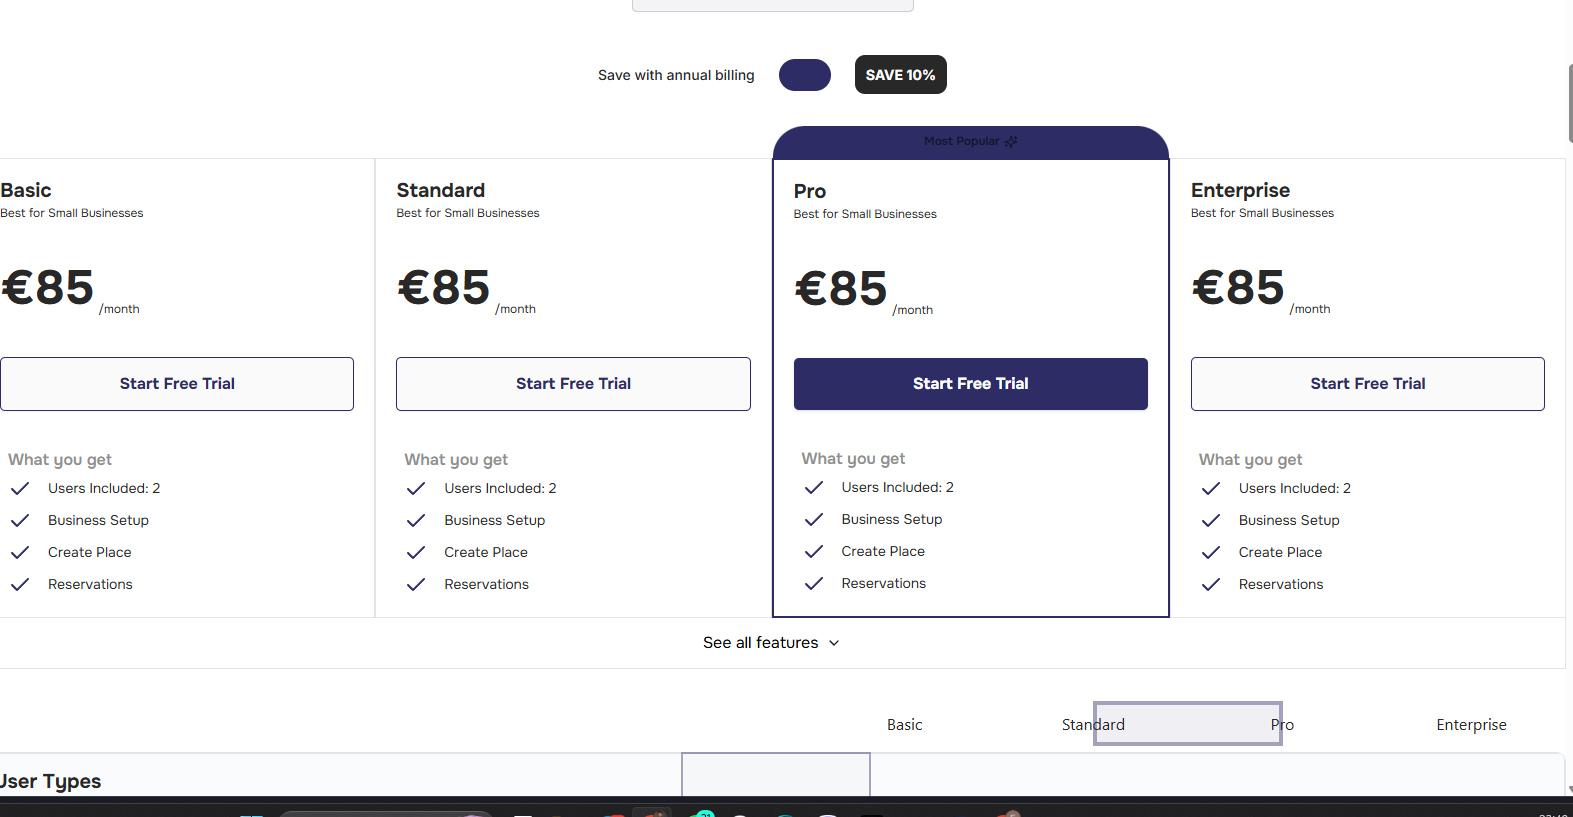 Save with annual billing SAVE 10%
Most Popular
Basic
Best for Small Businesses
€85 /month
Start Free Trial
What you get
Users Included: 2
Business Setup
Create Place
Reservations
Standard
Best for Small Businesses
€85 /month
Start Free Trial
What you get
Users Included: 2
Business Setup
Create Place
Reservations
Pro
Best for Small Businesses
€85 /month
Start Free Trial
What you get
Users Included: 2
Business Setup
Create Place
Reservations
Enterprise
Best for Small Businesses
€85 /month
Start Free Trial
What you get
Users Included: 2
Business Setup
Create Place
Reservations
See all features
Basic Standard Pro Enterprise
User Types